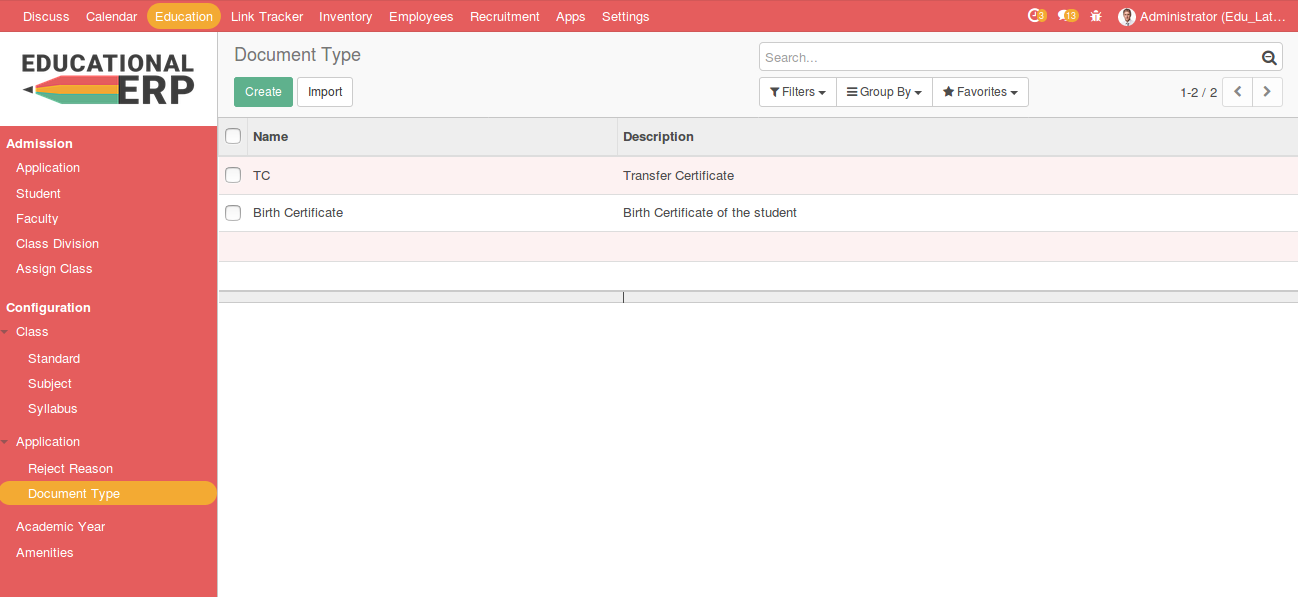 Discuss Calendar Education Link Tracker Inventory Employees Recruitment Apps Settings 3 13 Administrator (Edu_Lat...
EDUCATIONAL
ERP
Document Type
Search...
Create Import
Filters Group By Favorites 1-2 / 2
Name Description
TC Transfer Certificate
Birth Certificate Birth Certificate of the student
Admission
Application
Student
Faculty
Class Division
Assign Class
Configuration
Class
Standard
Subject
Syllabus
Application
Reject Reason
Document Type
Academic Year
Amenities